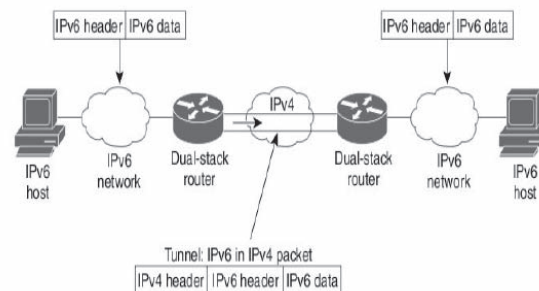 IPv6 header IPv6 data
IPv6 header IPv6 data
IPv4
IPv6
host
IPv6
network
Dual-stack
router
Dual-stack
router
IPv6
network
IPv6
host
Tunnel: IPv6 in IPv4 packet
IPv4 header IPv6 header IPv6 data